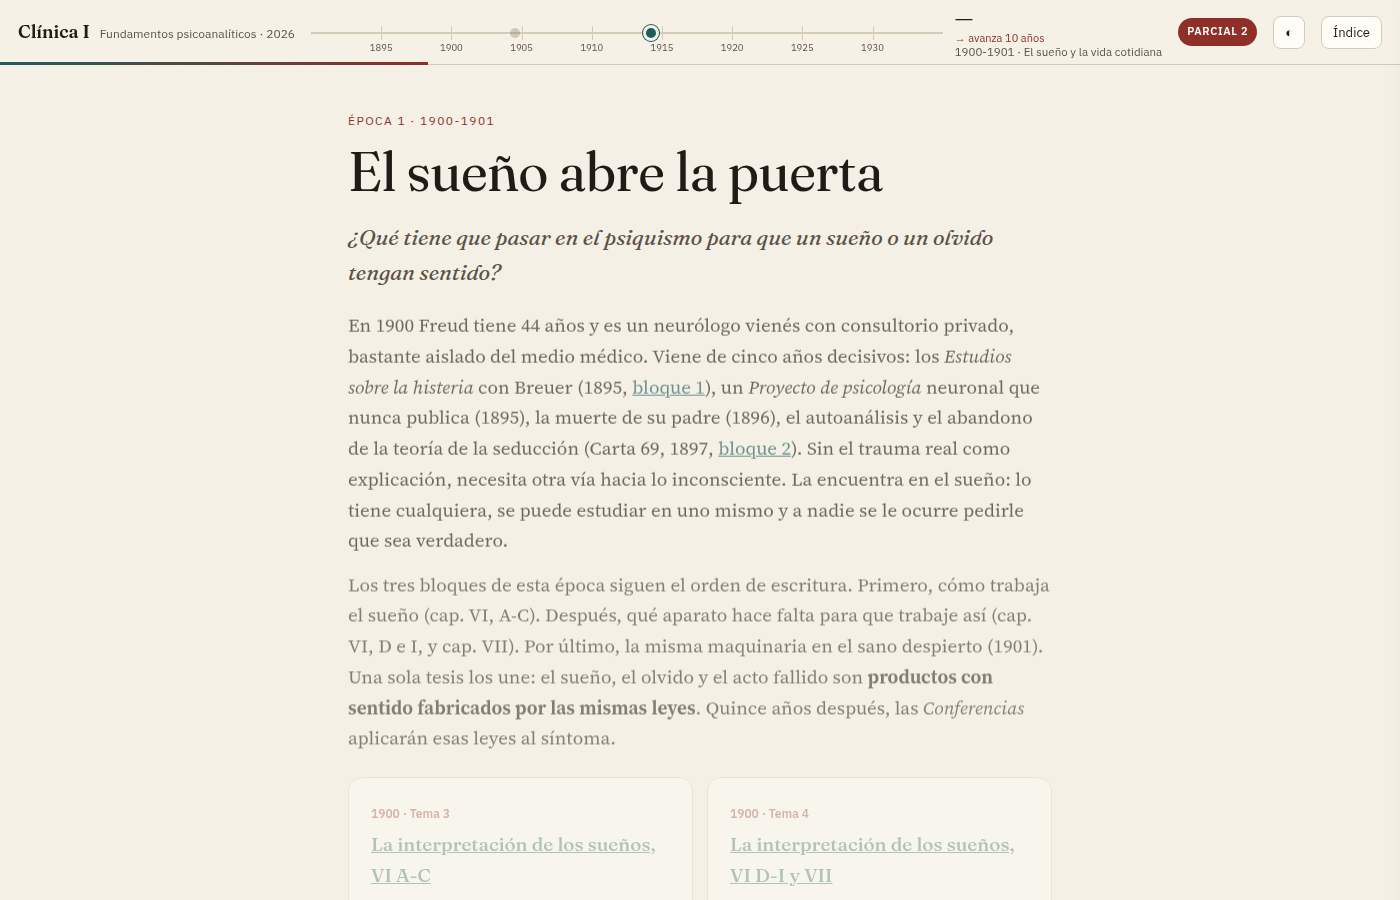 Clínica I Fundamentos psicoanalíticos · 2026
1895 1900 1905 1910 1915 1920 1925 1930
—
→ avanza 10 años
1900-1901 · El sueño y la vida cotidiana
PARCIAL 2
Índice
ÉPOCA 1 · 1900-1901
El sueño abre la puerta
¿Qué tiene que pasar en el psiquismo para que un sueño o un olvido
tengan sentido?
En 1900 Freud tiene 44 años y es un neurólogo vienés con consultorio privado,
bastante aislado del medio médico. Viene de cinco años decisivos: los Estudios
sobre la histeria con Breuer (1895, bloque 1), un Proyecto de psicología neuronal que
nunca publica (1895), la muerte de su padre (1896), el autoanálisis y el abandono
de la teoría de la seducción (Carta 69, 1897, bloque 2). Sin el trauma real como
explicación, necesita otra vía hacia lo inconsciente. La encuentra en el sueño: lo
tiene cualquiera, se puede estudiar en uno mismo y a nadie se le ocurre pedirle
que sea verdadero.
Los tres bloques de esta época siguen el orden de escritura. Primero, cómo trabaja
el sueño (cap. VI, A-C). Después, qué aparato hace falta para que trabaje así (cap.
VI, D e I, y cap. VII). Por último, la misma maquinaria en el sano despierto (1901).
Una sola tesis los une: el sueño, el olvido y el acto fallido son productos con
sentido fabricados por las mismas leyes. Quince años después, las Conferencias
aplicarán esas leyes al síntoma.
1900 · Tema 3
La interpretación de los sueños,
VI A-C
1900 · Tema 4
La interpretación de los sueños,
VI D-I y VII